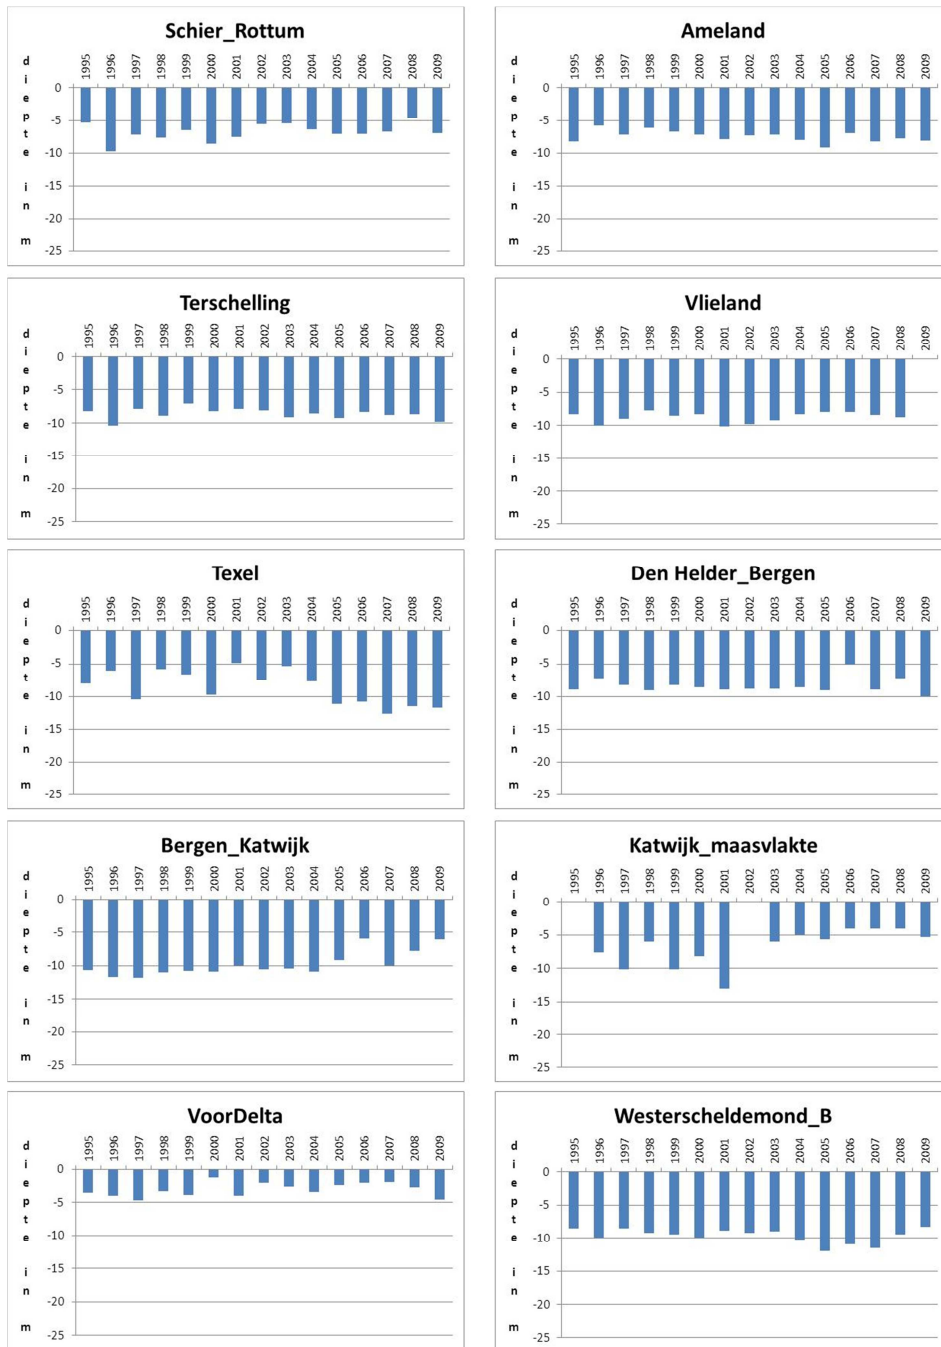 Schier_Rottum
diepte in m
1995 1996 1997 1998 1999 2000 2001 2002 2003 2004 2005 2006 2007 2008 2009
0
-5
-10
-15
-20
-25
Ameland
diepte in m
1995 1996 1997 1998 1999 2000 2001 2002 2003 2004 2005 2006 2007 2008 2009
0
-5
-10
-15
-20
-25
Terschelling
diepte in m
1995 1996 1997 1998 1999 2000 2001 2002 2003 2004 2005 2006 2007 2008 2009
0
-5
-10
-15
-20
-25
Vlieland
diepte in m
1995 1996 1997 1998 1999 2000 2001 2002 2003 2004 2005 2006 2007 2008 2009
0
-5
-10
-15
-20
-25
Texel
diepte in m
1995 1996 1997 1998 1999 2000 2001 2002 2003 2004 2005 2006 2007 2008 2009
0
-5
-10
-15
-20
-25
Den Helder_Bergen
diepte in m
1995 1996 1997 1998 1999 2000 2001 2002 2003 2004 2005 2006 2007 2008 2009
0
-5
-10
-15
-20
-25
Bergen_Katwijk
diepte in m
1995 1996 1997 1998 1999 2000 2001 2002 2003 2004 2005 2006 2007 2008 2009
0
-5
-10
-15
-20
-25
Katwijk_maasvlakte
diepte in m
1995 1996 1997 1998 1999 2000 2001 2002 2003 2004 2005 2006 2007 2008 2009
0
-5
-10
-15
-20
-25
VoorDelta
diepte in m
1995 1996 1997 1998 1999 2000 2001 2002 2003 2004 2005 2006 2007 2008 2009
0
-5
-10
-15
-20
-25
Westerscheldemond_B
diepte in m
1995 1996 1997 1998 1999 2000 2001 2002 2003 2004 2005 2006 2007 2008 2009
0
-5
-10
-15
-20
-25